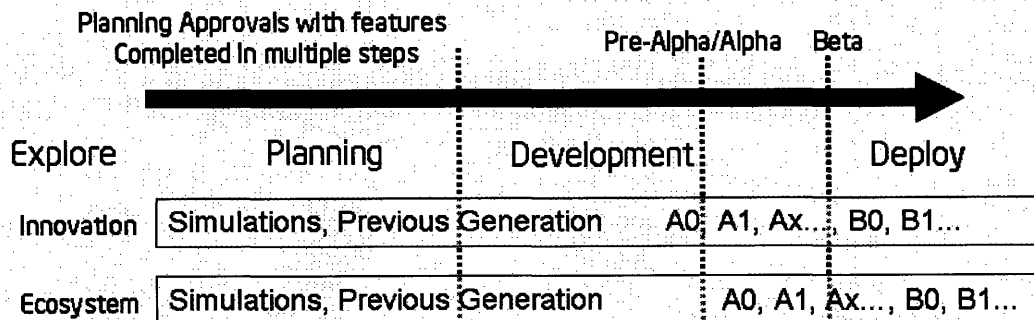 Planning Approvals with features
Completed in multiple steps
Pre-Alpha/Alpha Beta
Explore Planning Development Deploy
Innovation Simulations, Previous Generation A0, A1, Ax..., B0, B1...
Ecosystem Simulations, Previous Generation A0, A1, Ax..., B0, B1...